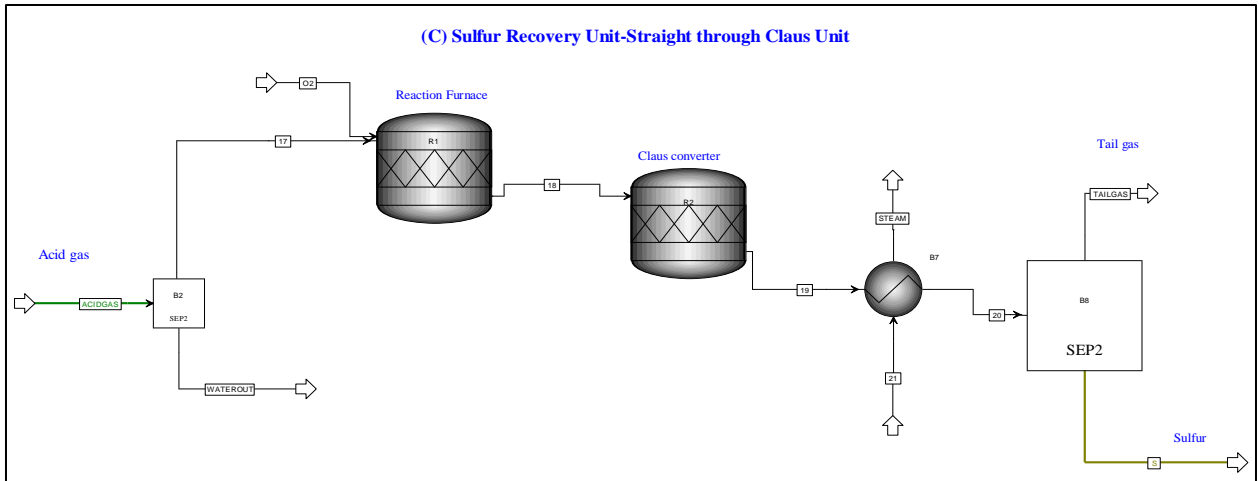 (C) Sulfur Recovery Unit-Straight through Claus Unit
O2
Reaction Furnace
17
R1
Claus converter
Tail gas
18
R2
TAILGAS
STEAM
Acid gas
B7
B2
ACIDGAS
19
B8
SEP2
20
SEP2
21
WATEROUT
Sulfur
S